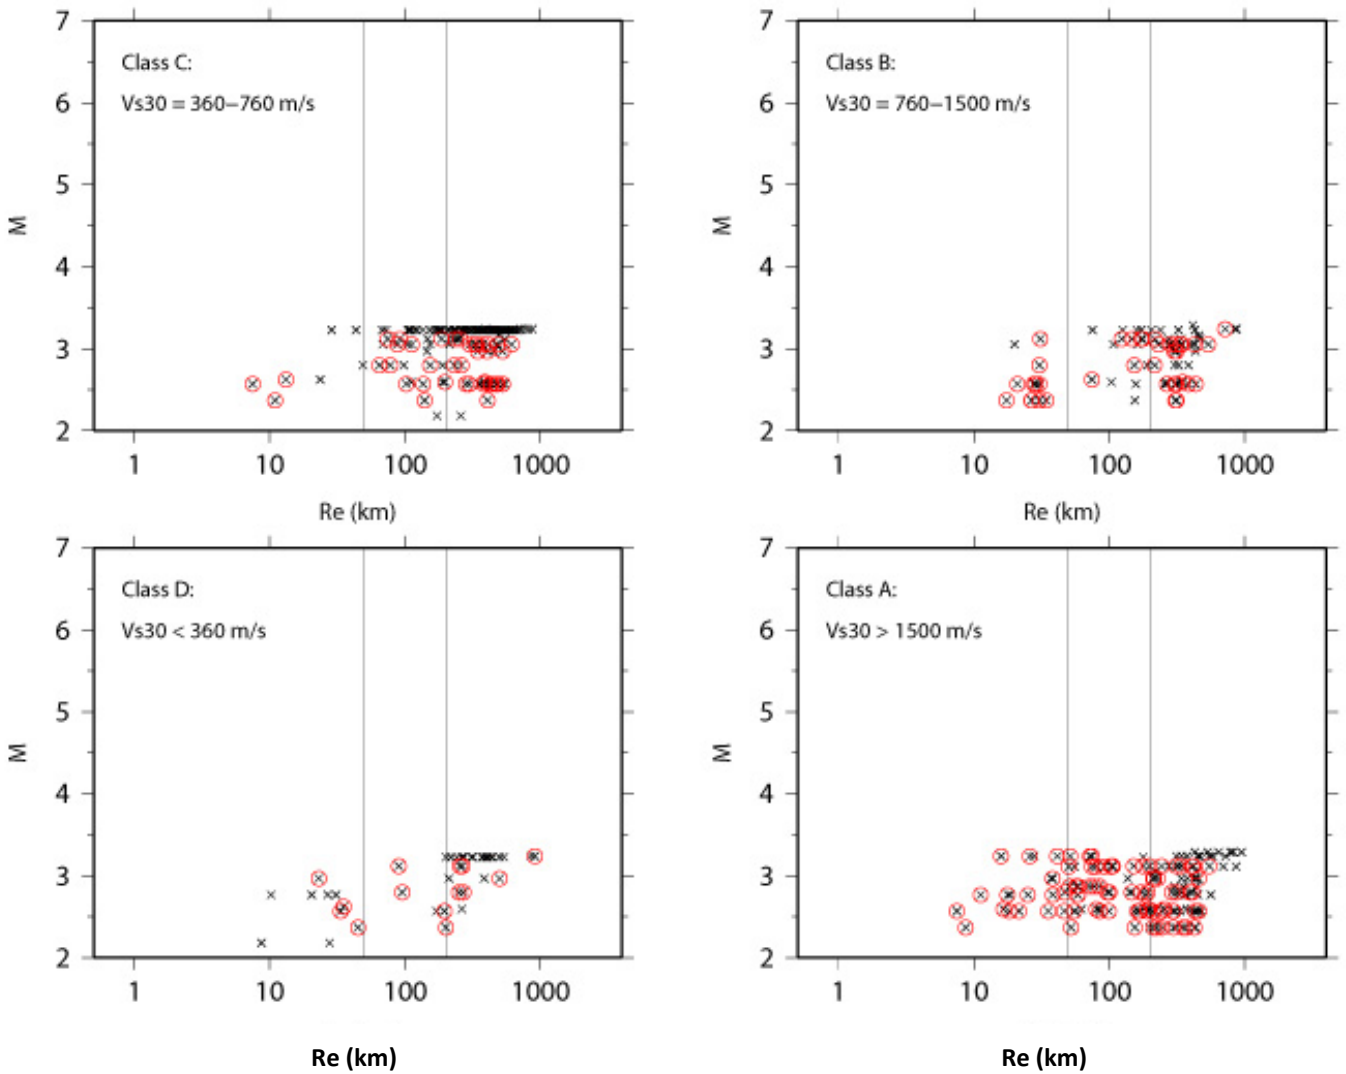 7
6
5
4
3
2
M
Class C:
Vs30 = 360–760 m/s
1 10 100 1000
Re (km)
7
6
5
4
3
2
M
Class B:
Vs30 = 760–1500 m/s
1 10 100 1000
Re (km)
7
6
5
4
3
2
M
Class D:
Vs30 < 360 m/s
1 10 100 1000
Re (km)
7
6
5
4
3
2
M
Class A:
Vs30 > 1500 m/s
1 10 100 1000
Re (km)